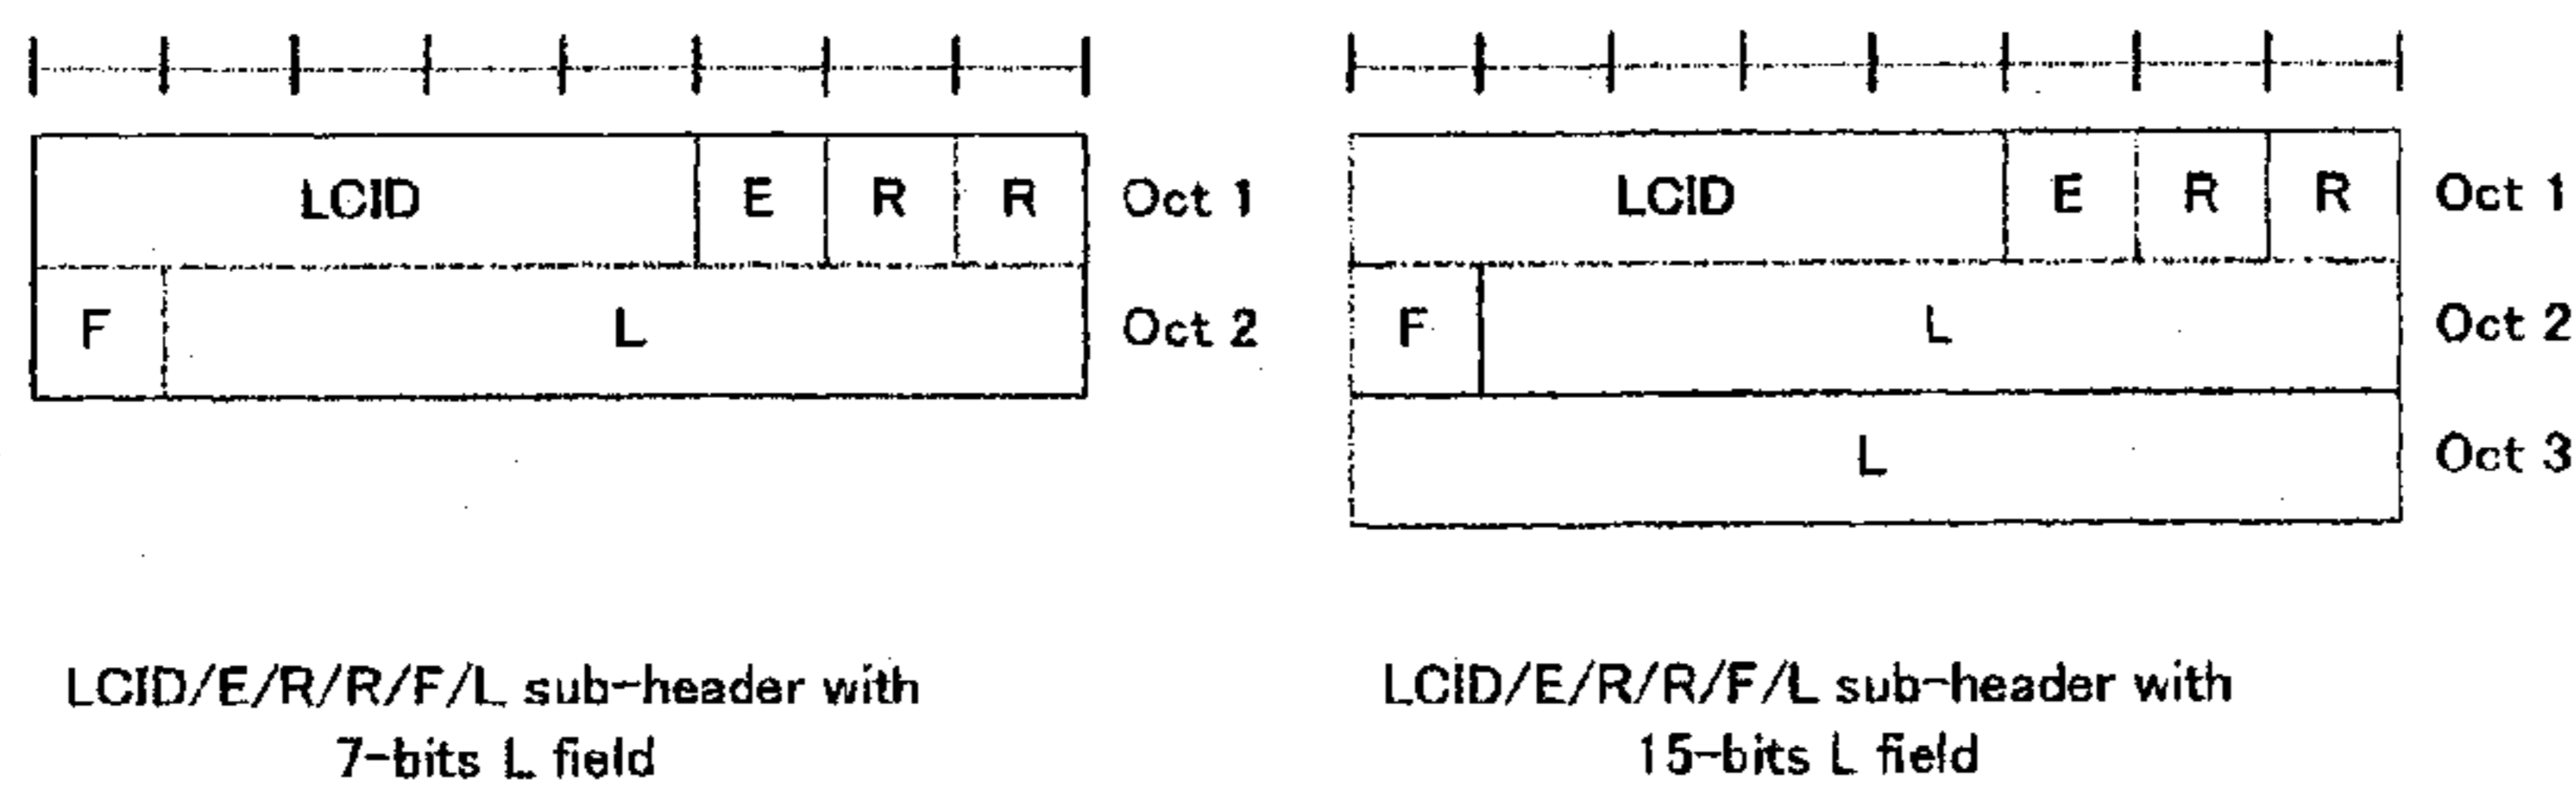 LCID E R R Oct 1
F L Oct 2
LCID/E/R/R/F/L sub-header with
7-bits L field
LCID E R R Oct 1
F L Oct 2
L Oct 3
LCID/E/R/R/F/L sub-header with
15-bits L field